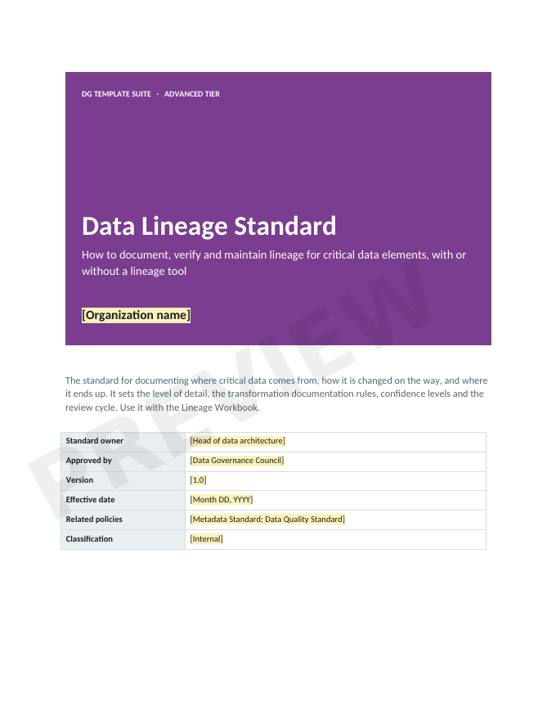 DG TEMPLATE SUITE · ADVANCED TIER
Data Lineage Standard
How to document, verify and maintain lineage for critical data elements, with or
without a lineage tool
[Organization name]
PREVIEW
The standard for documenting where critical data comes from, how it is changed on the way, and where
it ends up. It sets the level of detail, the transformation documentation rules, confidence levels and the
review cycle. Use it with the Lineage Workbook.
Standard owner [Head of data architecture]
Approved by [Data Governance Council]
Version [1.0]
Effective date [Month DD, YYYY]
Related policies [Metadata Standard; Data Quality Standard]
Classification [Internal]